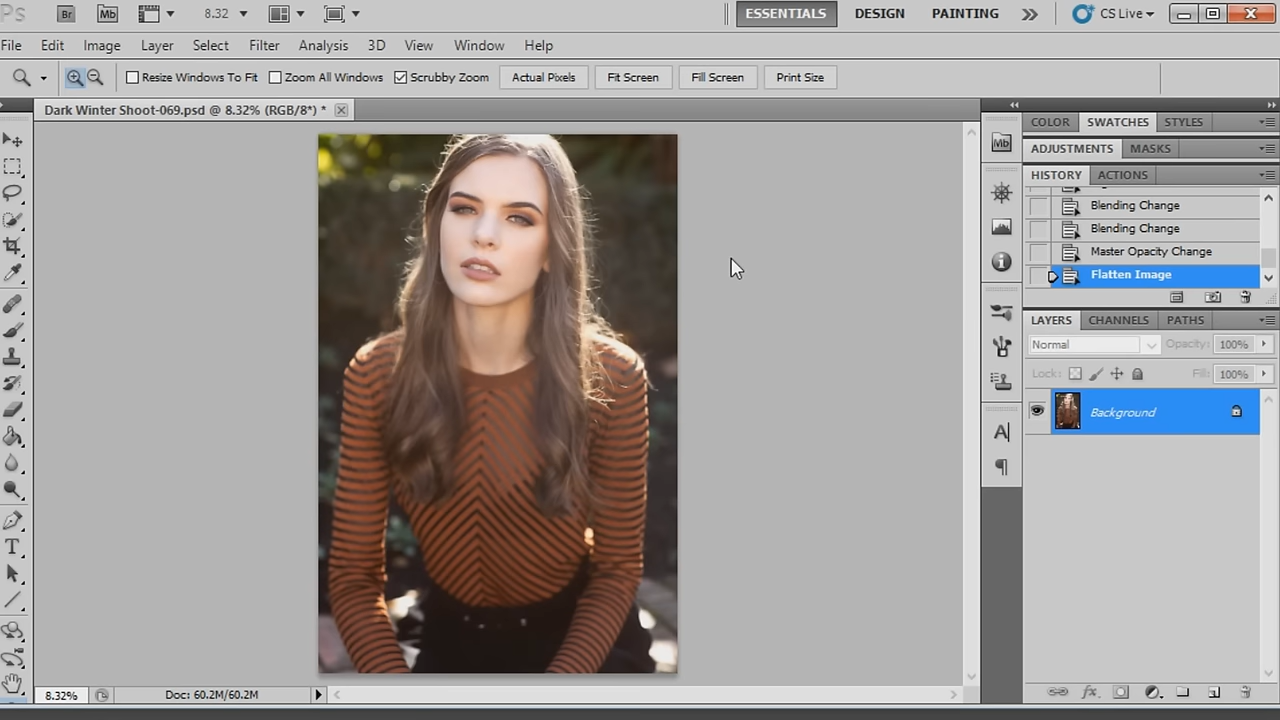 Ps Br Mb 8.32 ESSENTIALS DESIGN PAINTING CS Live
File Edit Image Layer Select Filter Analysis 3D View Window Help
Resize Windows To Fit Zoom All Windows Scrubby Zoom Actual Pixels Fit Screen Fill Screen Print Size
Dark Winter Shoot-069.psd @ 8.32% (RGB/8*) *
COLOR SWATCHES STYLES
Mb
ADJUSTMENTS MASKS
HISTORY ACTIONS
Blending Change
Blending Change
Master Opacity Change
Flatten Image
LAYERS CHANNELS PATHS
Normal Opacity: 100%
Lock: Fill: 100%
Background
8.32% Doc: 60.2M/60.2M